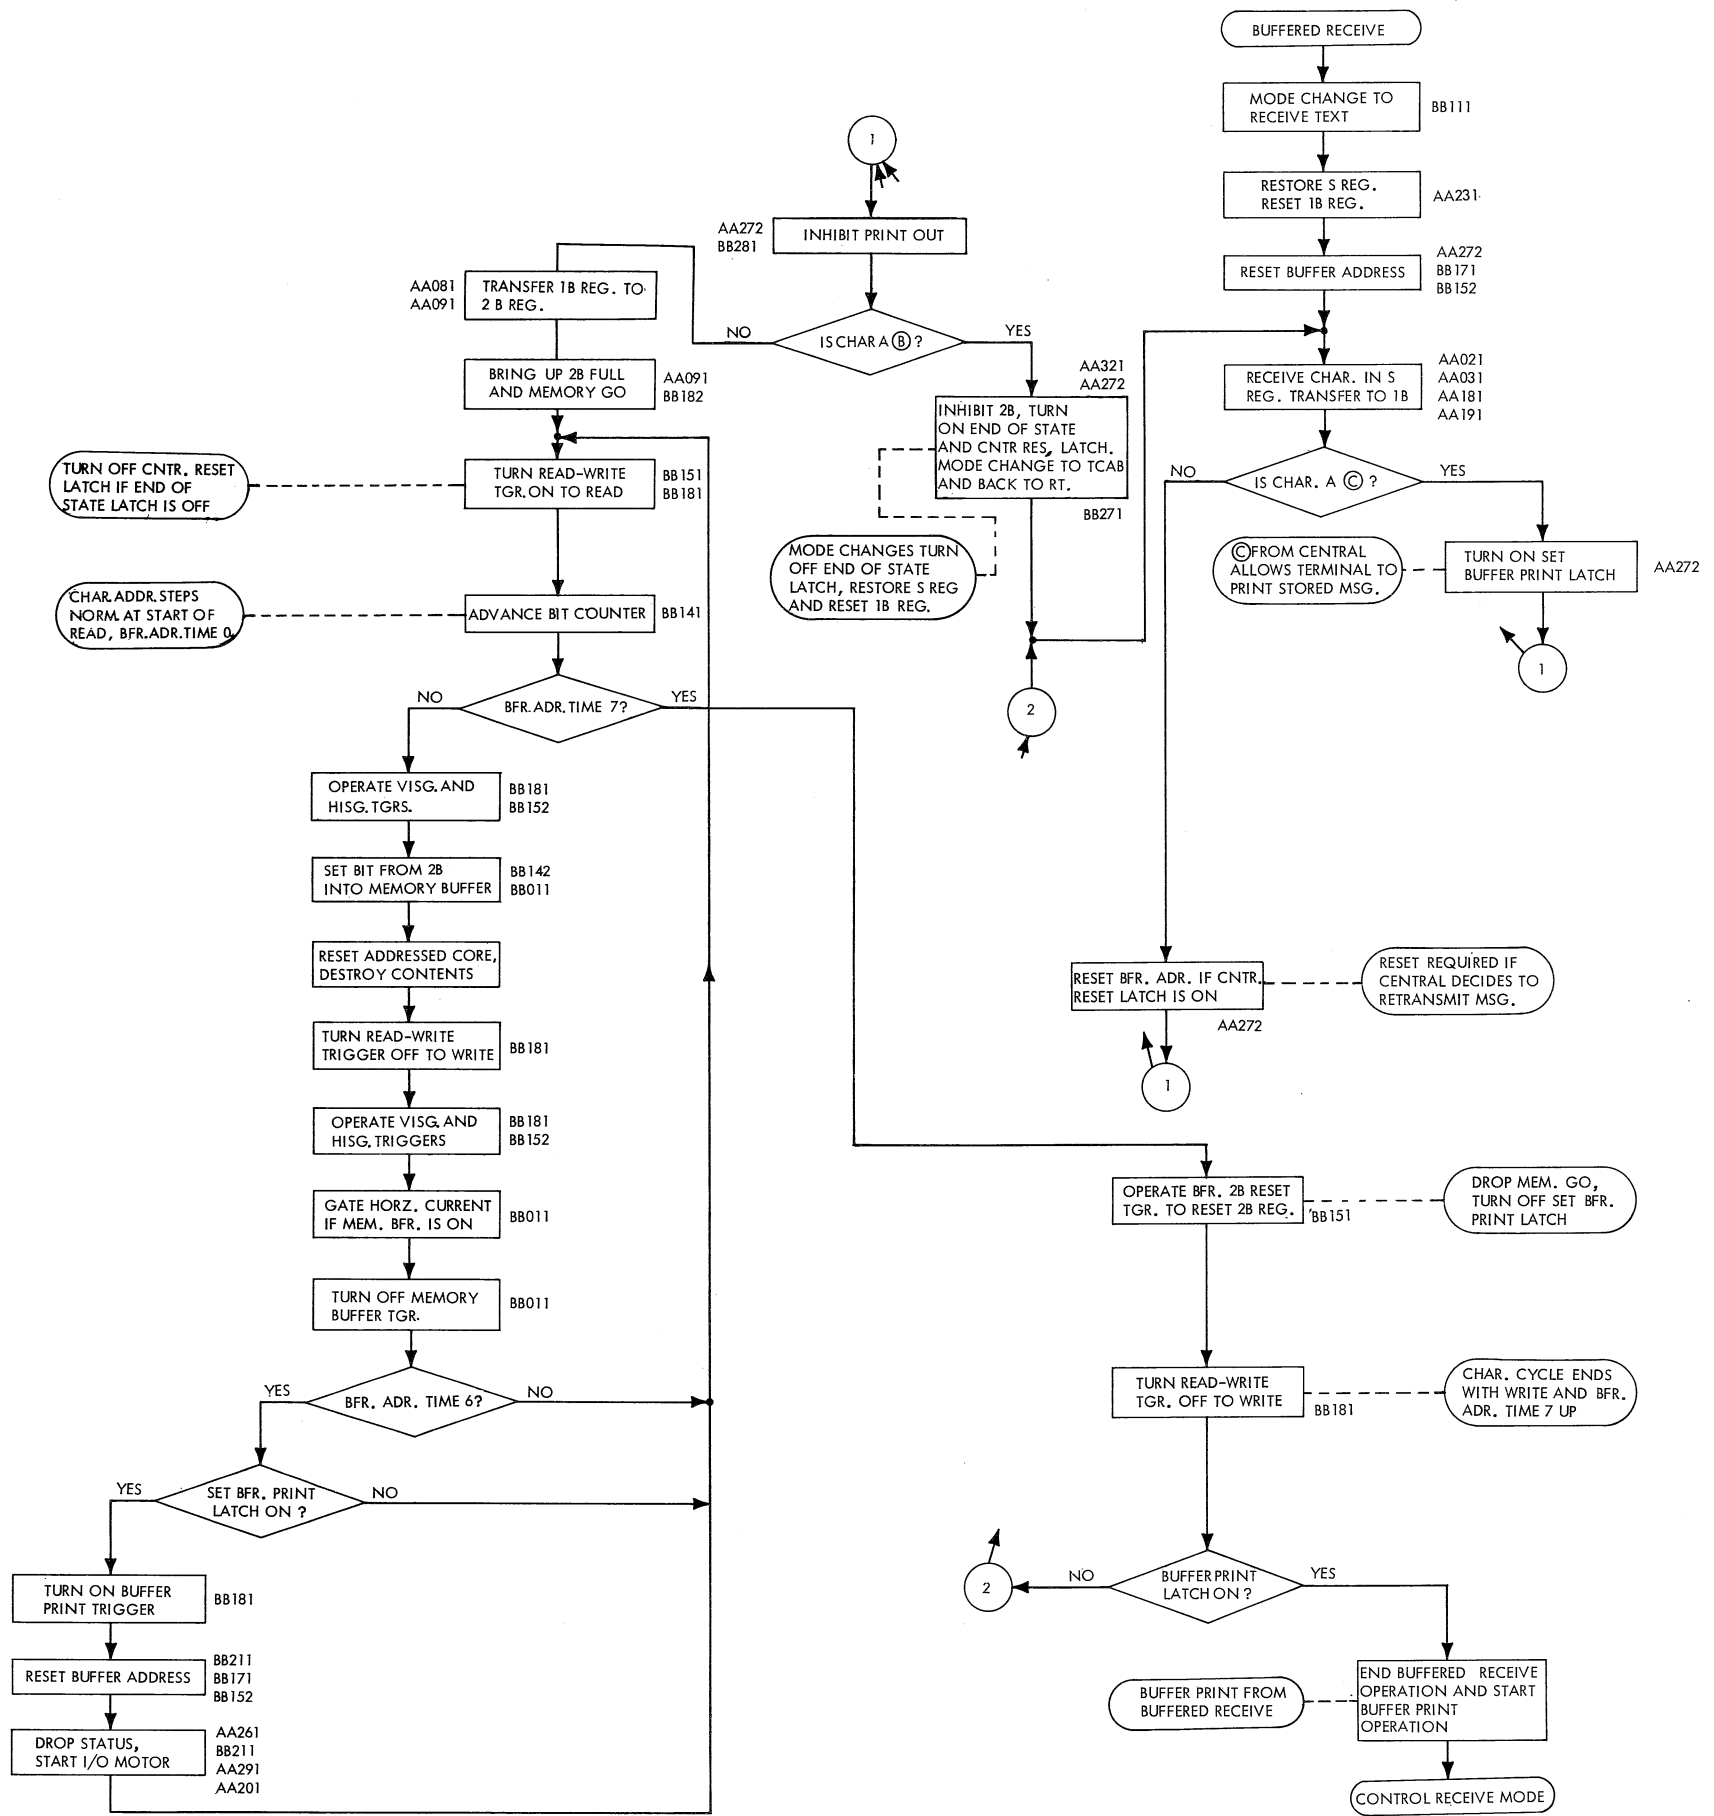 BUFFERED RECEIVE
MODE CHANGE TO
RECEIVE TEXT
BB111
RESTORE S REG.
RESET 1B REG.
AA231
RESET BUFFER ADDRESS
AA272
BB171
BB152
RECEIVE CHAR. IN S
REG. TRANSFER TO 1B
AA021
AA031
AA181
AA191
IS CHAR. A Ⓒ ?
NO
YES
TURN ON SET
BUFFER PRINT LATCH
AA272
ⒸFROM CENTRAL
ALLOWS TERMINAL TO
PRINT STORED MSG.
1
RESET BFR. ADR. IF CNTR.
RESET LATCH IS ON
AA272
RESET REQUIRED IF
CENTRAL DECIDES TO
RETRANSMIT MSG.
1
1
AA272
BB281
INHIBIT PRINT OUT
IS CHAR A Ⓑ ?
NO
YES
AA321
AA272
INHIBIT 2B, TURN
ON END OF STATE
AND CNTR RES, LATCH.
MODE CHANGE TO TCAB
AND BACK TO RT.
BB271
MODE CHANGES TURN
OFF END OF STATE
LATCH, RESTORE S REG
AND RESET 1B REG.
2
AA081
AA091
TRANSFER 1B REG. TO
2 B REG.
BRING UP 2B FULL
AND MEMORY GO
AA091
BB182
TURN OFF CNTR. RESET
LATCH IF END OF
STATE LATCH IS OFF
TURN READ-WRITE
TGR. ON TO READ
BB151
BB181
CHAR. ADDR. STEPS
NORM. AT START OF
READ, BFR. ADR. TIME 0.
ADVANCE BIT COUNTER
BB141
BFR. ADR. TIME 7?
NO
YES
OPERATE VISG. AND
HISG. TGRS.
BB181
BB152
SET BIT FROM 2B
INTO MEMORY BUFFER
BB142
BB011
RESET ADDRESSED CORE,
DESTROY CONTENTS
TURN READ-WRITE
TRIGGER OFF TO WRITE
BB181
OPERATE VISG. AND
HISG. TRIGGERS
BB181
BB152
GATE HORZ. CURRENT
IF MEM. BFR. IS ON
BB011
TURN OFF MEMORY
BUFFER TGR.
BB011
BFR. ADR. TIME 6?
YES
NO
SET BFR. PRINT
LATCH ON ?
YES
NO
TURN ON BUFFER
PRINT TRIGGER
BB181
RESET BUFFER ADDRESS
BB211
BB171
BB152
DROP STATUS,
START I/O MOTOR
AA261
BB211
AA291
AA201
OPERATE BFR. 2B RESET
TGR. TO RESET 2B REG.
BB151
DROP MEM. GO,
TURN OFF SET BFR.
PRINT LATCH
TURN READ-WRITE
TGR. OFF TO WRITE
BB181
CHAR. CYCLE ENDS
WITH WRITE AND BFR.
ADR. TIME 7 UP
BUFFER PRINT
LATCH ON ?
NO
YES
2
END BUFFERED RECEIVE
OPERATION AND START
BUFFER PRINT
OPERATION
BUFFER PRINT FROM
BUFFERED RECEIVE
CONTROL RECEIVE MODE